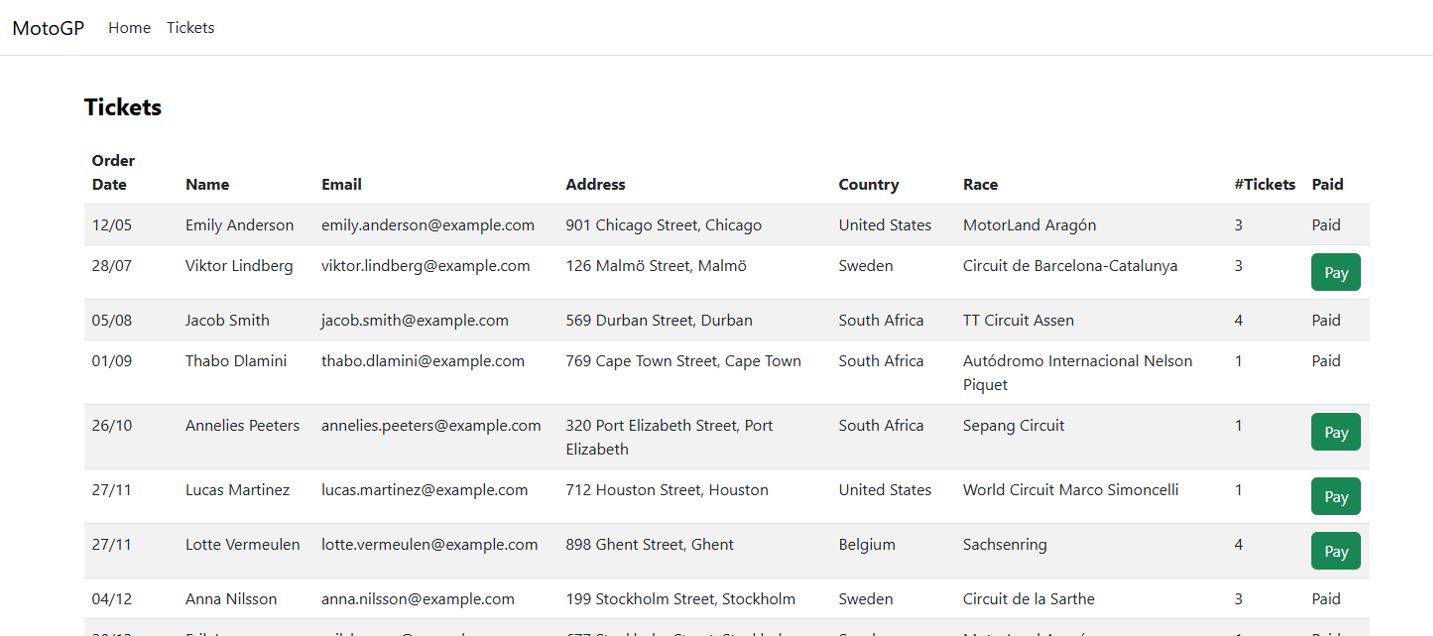 MotoGP Home Tickets
Tickets
Order
Date Name Email Address Country Race #Tickets Paid
12/05 Emily Anderson emily.anderson@example.com 901 Chicago Street, Chicago United States MotorLand Aragón 3 Paid
28/07 Viktor Lindberg viktor.lindberg@example.com 126 Malmö Street, Malmö Sweden Circuit de Barcelona-Catalunya 3 Pay
05/08 Jacob Smith jacob.smith@example.com 569 Durban Street, Durban South Africa TT Circuit Assen 4 Paid
01/09 Thabo Dlamini thabo.dlamini@example.com 769 Cape Town Street, Cape Town South Africa Autódromo Internacional Nelson 1 Paid
Piquet
26/10 Annelies Peeters annelies.peeters@example.com 320 Port Elizabeth Street, Port South Africa Sepang Circuit 1 Pay
Elizabeth
27/11 Lucas Martinez lucas.martinez@example.com 712 Houston Street, Houston United States World Circuit Marco Simoncelli 1 Pay
27/11 Lotte Vermeulen lotte.vermeulen@example.com 898 Ghent Street, Ghent Belgium Sachsenring 4 Pay
04/12 Anna Nilsson anna.nilsson@example.com 199 Stockholm Street, Stockholm Sweden Circuit de la Sarthe 3 Paid